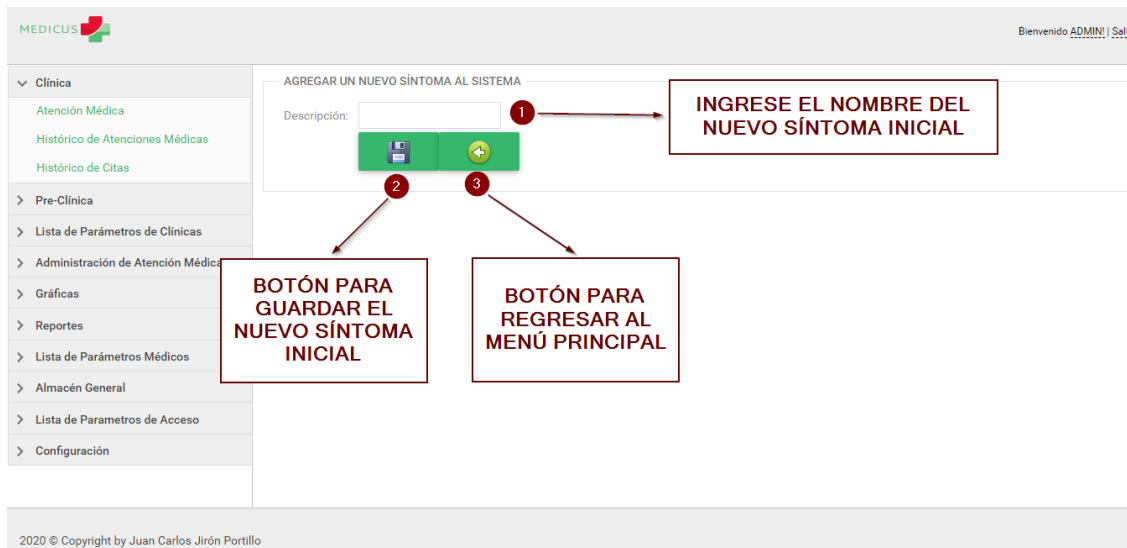 MEDICUS
Bienvenido ADMIN! | Sali
Clínica
Atención Médica
Histórico de Atenciones Médicas
Histórico de Citas
Pre-Clínica
Lista de Parámetros de Clínicas
Administración de Atención Médica
Gráficas
Reportes
Lista de Parámetros Médicos
Almacén General
Lista de Parametros de Acceso
Configuración
AGREGAR UN NUEVO SÍNTOMA AL SISTEMA
Descripción:
1
INGRESE EL NOMBRE DEL
NUEVO SÍNTOMA INICIAL
2
3
BOTÓN PARA
GUARDAR EL
NUEVO SÍNTOMA
INICIAL
BOTÓN PARA
REGRESAR AL
MENÚ PRINCIPAL
2020 © Copyright by Juan Carlos Jirón Portillo